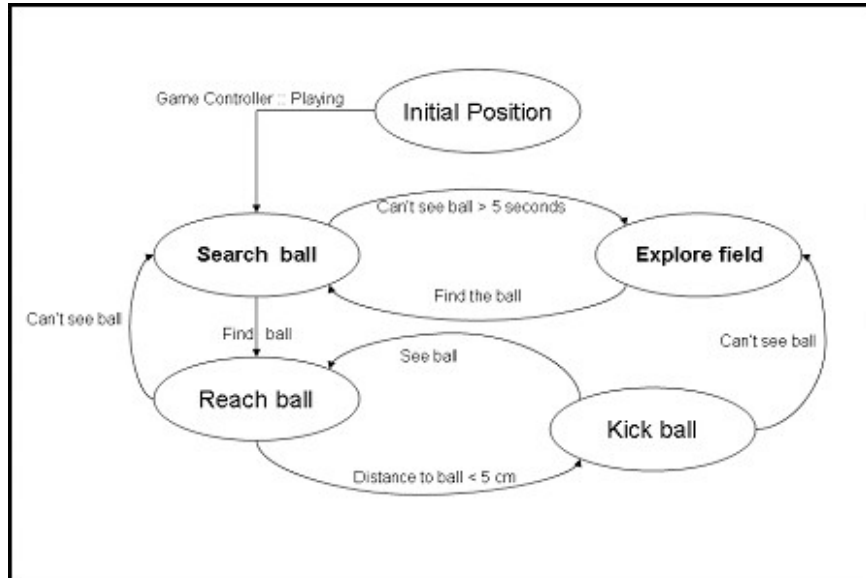 Game Controller :: Playing
Initial Position
Can't see ball > 5 seconds
Search ball
Explore field
Find the ball
Can't see ball
Find ball
See ball
Can't see ball
Reach ball
Kick ball
Distance to ball < 5 cm